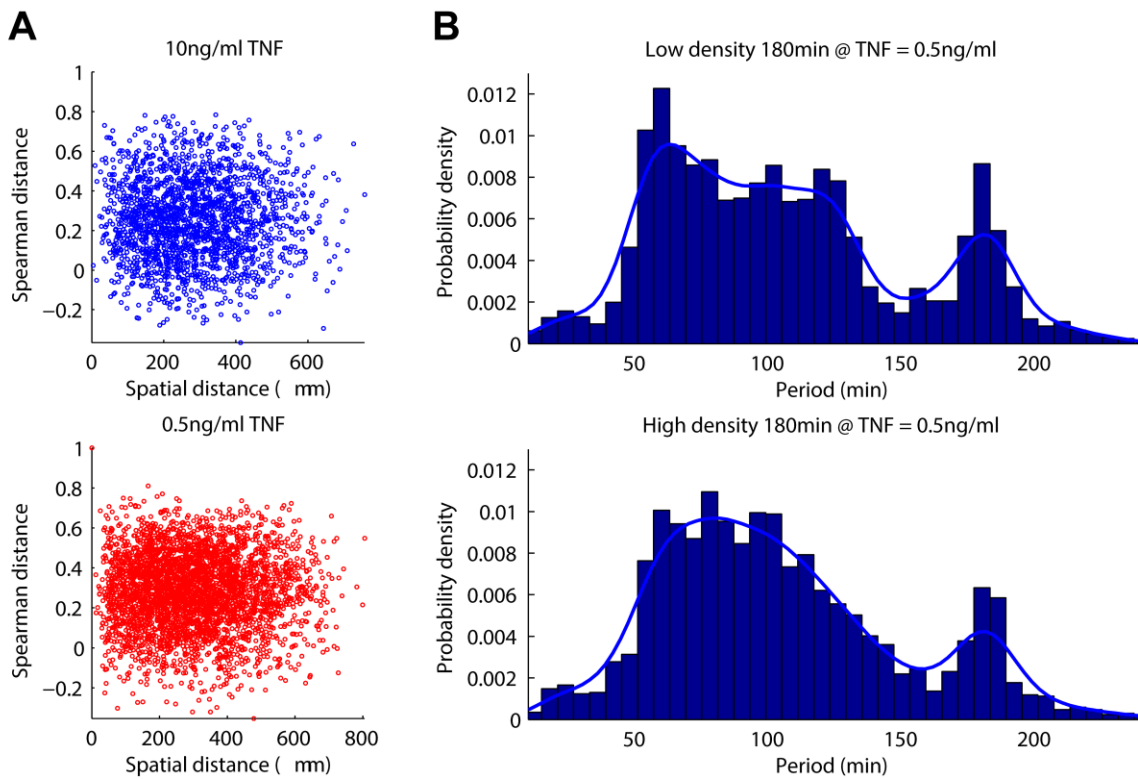 A
10ng/ml TNF
Spearman distance
1
0.8
0.6
0.4
0.2
0
−0.2
0 200 400 600
Spatial distance ( mm)
0.5ng/ml TNF
Spearman distance
1
0.8
0.6
0.4
0.2
0
−0.2
0 200 400 600 800
Spatial distance ( mm)
B
Low density 180min @ TNF = 0.5ng/ml
Probability density
0.012
0.01
0.008
0.006
0.004
0.002
0
50 100 150 200
Period (min)
High density 180min @ TNF = 0.5ng/ml
Probability density
0.012
0.01
0.008
0.006
0.004
0.002
0
50 100 150 200
Period (min)